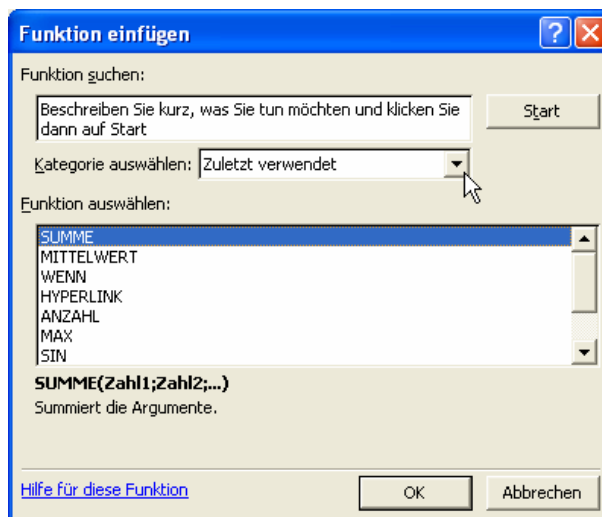 Funktion einfügen
Funktion suchen:
Beschreiben Sie kurz, was Sie tun möchten und klicken Sie
dann auf Start
Start
Kategorie auswählen: Zuletzt verwendet
Funktion auswählen:
SUMME
MITTELWERT
WENN
HYPERLINK
ANZAHL
MAX
SIN
SUMME(Zahl1;Zahl2;...)
Summiert die Argumente.
Hilfe für diese Funktion
OK
Abbrechen